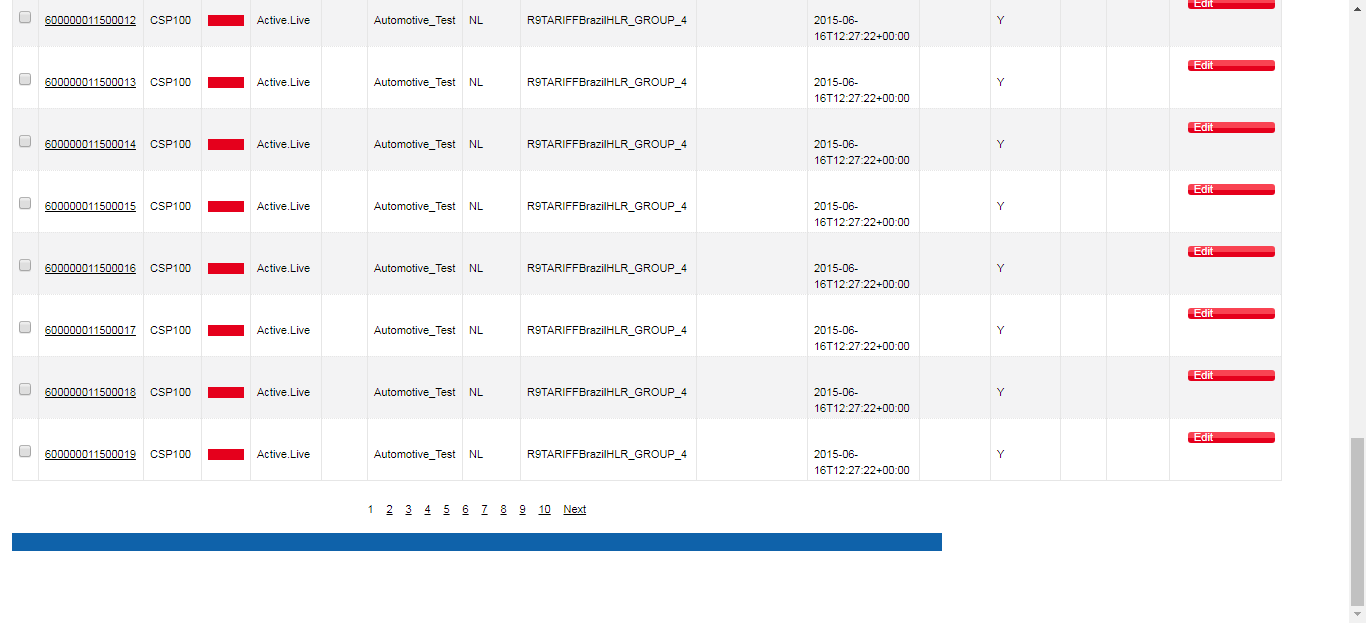 600000011500012 CSP100 Active.Live Automotive_Test NL R9TARIFFBrazilHLR_GROUP_4 2015-06- Y Edit
16T12:27:22+00:00
600000011500013 CSP100 Active.Live Automotive_Test NL R9TARIFFBrazilHLR_GROUP_4 2015-06- Y Edit
16T12:27:22+00:00
600000011500014 CSP100 Active.Live Automotive_Test NL R9TARIFFBrazilHLR_GROUP_4 2015-06- Y Edit
16T12:27:22+00:00
600000011500015 CSP100 Active.Live Automotive_Test NL R9TARIFFBrazilHLR_GROUP_4 2015-06- Y Edit
16T12:27:22+00:00
600000011500016 CSP100 Active.Live Automotive_Test NL R9TARIFFBrazilHLR_GROUP_4 2015-06- Y Edit
16T12:27:22+00:00
600000011500017 CSP100 Active.Live Automotive_Test NL R9TARIFFBrazilHLR_GROUP_4 2015-06- Y Edit
16T12:27:22+00:00
600000011500018 CSP100 Active.Live Automotive_Test NL R9TARIFFBrazilHLR_GROUP_4 2015-06- Y Edit
16T12:27:22+00:00
600000011500019 CSP100 Active.Live Automotive_Test NL R9TARIFFBrazilHLR_GROUP_4 2015-06- Y Edit
16T12:27:22+00:00
1 2 3 4 5 6 7 8 9 10 Next